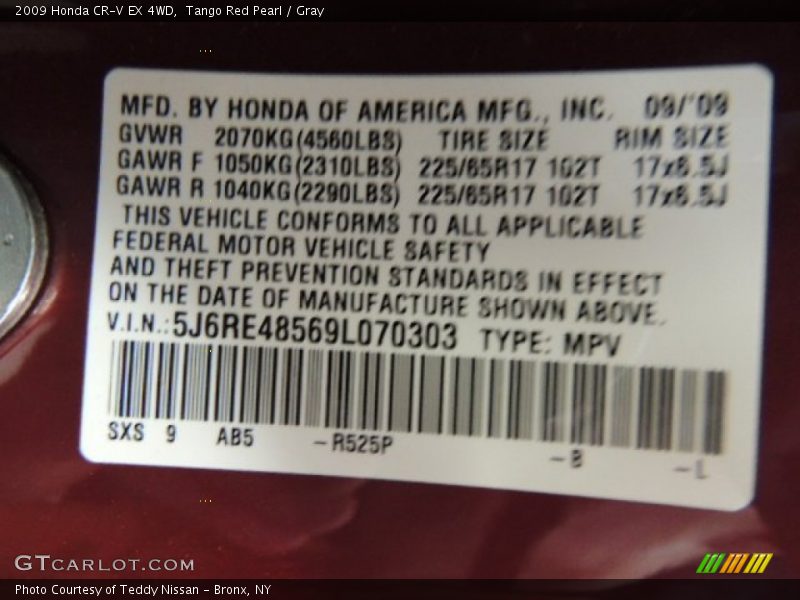 2009 Honda CR-V EX 4WD, Tango Red Pearl / Gray
MFD. BY HONDA OF AMERICA MFG., INC. 09/'09
GVWR 2070KG(4560LBS) TIRE SIZE RIM SIZE
GAWR F 1050KG(2310LBS) 225/65R17 102T 17x6.5J
GAWR R 1040KG(2290LBS) 225/65R17 102T 17x6.5J
THIS VEHICLE CONFORMS TO ALL APPLICABLE
FEDERAL MOTOR VEHICLE SAFETY
AND THEFT PREVENTION STANDARDS IN EFFECT
ON THE DATE OF MANUFACTURE SHOWN ABOVE.
V.I.N.: 5J6RE48569L070303 TYPE: MPV
SXS 9 AB5 -R525P -B -L
GTCARLOT.COM
Photo Courtesy of Teddy Nissan - Bronx, NY